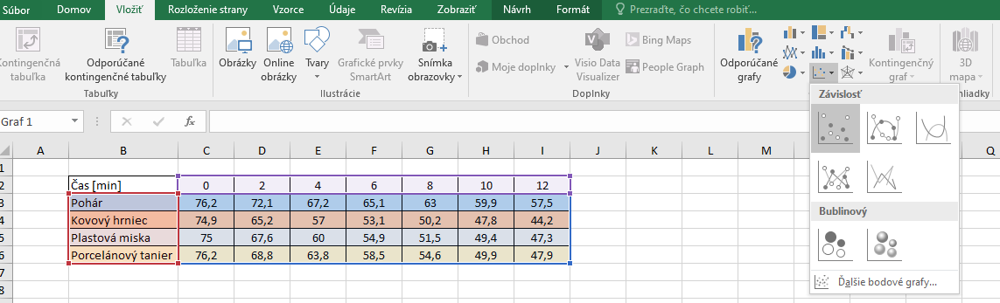 Súbor Domov Vložiť Rozloženie strany Vzorce Údaje Revízia Zobraziť Návrh Formát Prezraďte, čo chcete robiť...
Kontingenčná tabuľka
Odporúčané kontingenčné tabuľky
Tabuľka
Tabuľky
Obrázky
Online obrázky
Tvary
Grafické prvky SmartArt
Snímka obrazovky
Ilustrácie
Obchod
Moje doplnky
Visio Data Visualizer
Bing Maps
People Graph
Doplnky
Odporúčané grafy
Kontingenčný graf
3D mapa
hliadky
Závislosť
Bublinový
Ďalšie bodové grafy...
Graf 1 fx
A B C D E F G H I J K L M Q
1
2 Čas [min] 0 2 4 6 8 10 12
3 Pohár 76,2 72,1 67,2 65,1 63 59,9 57,5
4 Kovový hrniec 74,9 65,2 57 53,1 50,2 47,8 44,2
5 Plastová miska 75 67,6 60 54,9 51,5 49,4 47,3
6 Porcelánový tanier 76,2 68,8 63,8 58,5 54,6 49,9 47,9
7
8